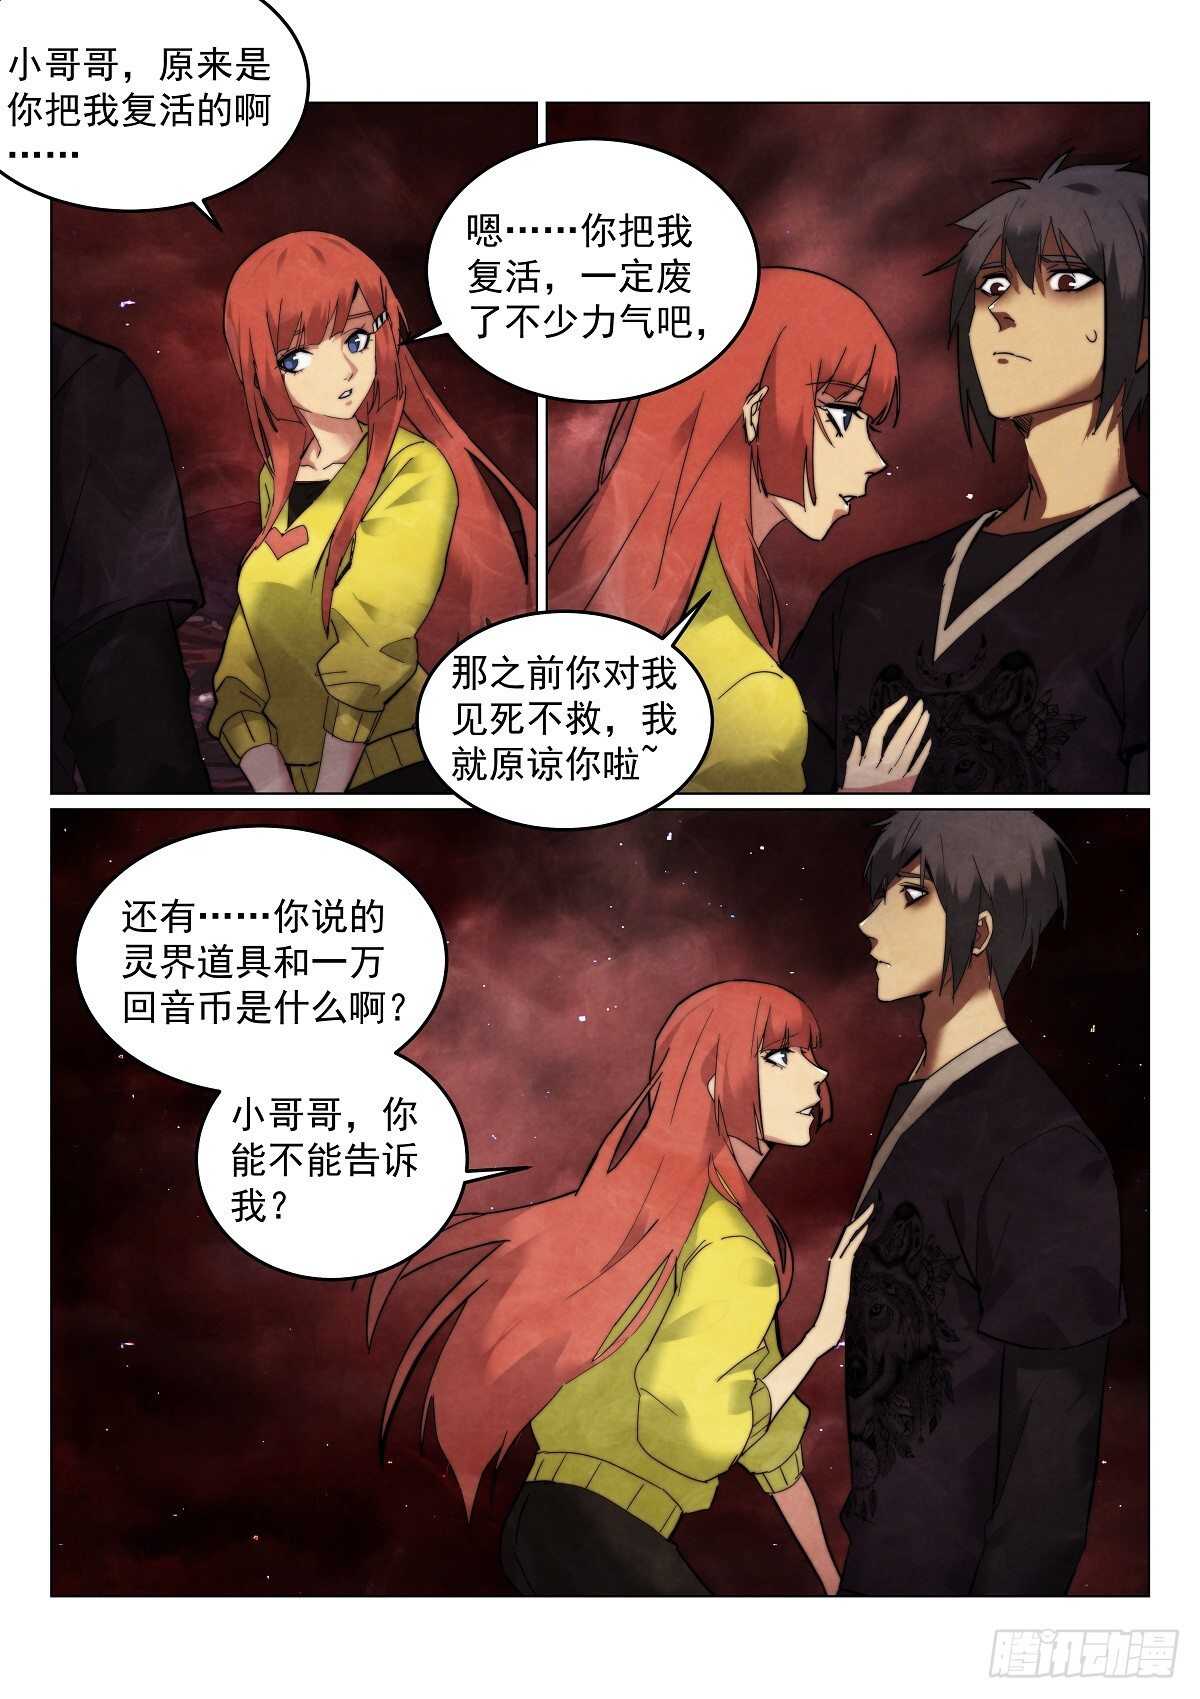 小哥哥，原来是
你把我复活的啊
……
嗯……你把我
复活，一定废
了不少力气吧，
那之前你对我
见死不救，我
就原谅你啦~
还有……你说的
灵界道具和一万
回音币是什么啊？
小哥哥，你
能不能告诉
我？
腾讯动漫